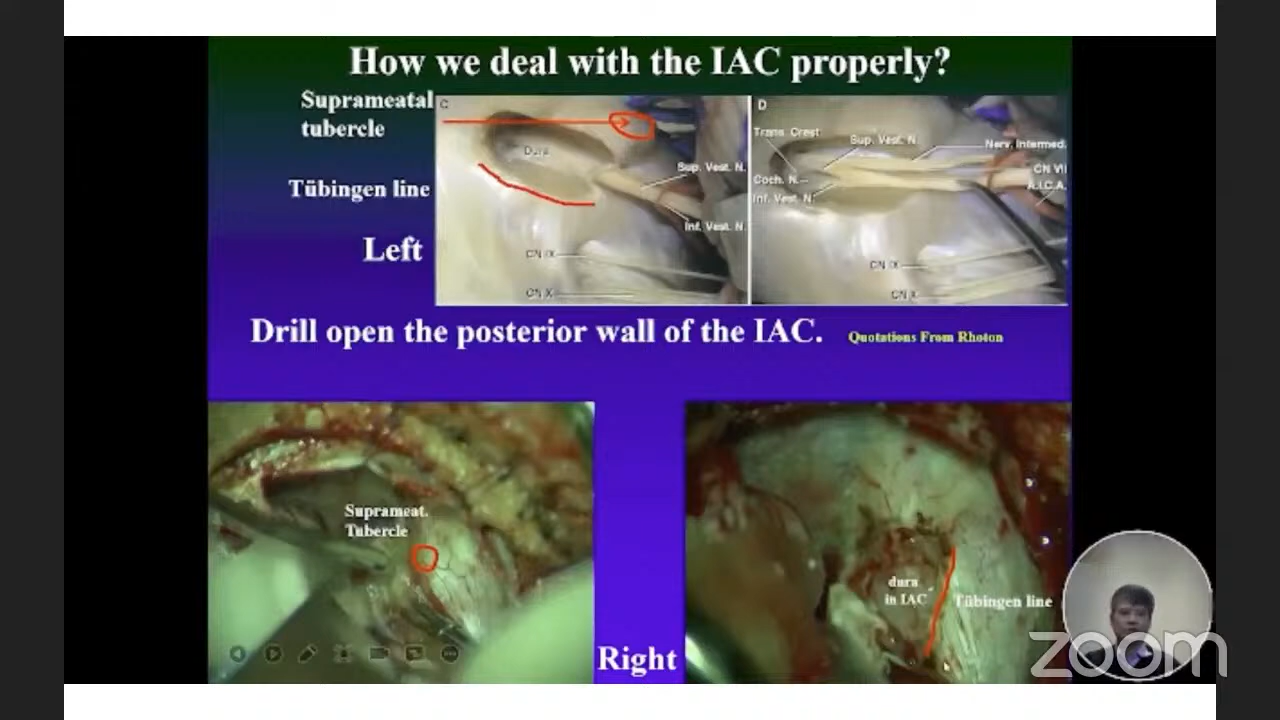 How we deal with the IAC properly?
Suprameatal
tubercle
Tübingen line
Left
C
Dura
Sup. Vest. N.
Inf. Vest. N.
CN IX
CN X
D
Trans. Crest
Sup. Vest. N.
Nerv. Intermed.
Coch. N.
CN VII
A.I.C.A.
Inf. Vest. N.
CN IX
CN X
Drill open the posterior wall of the IAC.
Quotations From Rhoton
Suprameat.
Tubercle
dura
in IAC
Tübingen line
Right
zoom